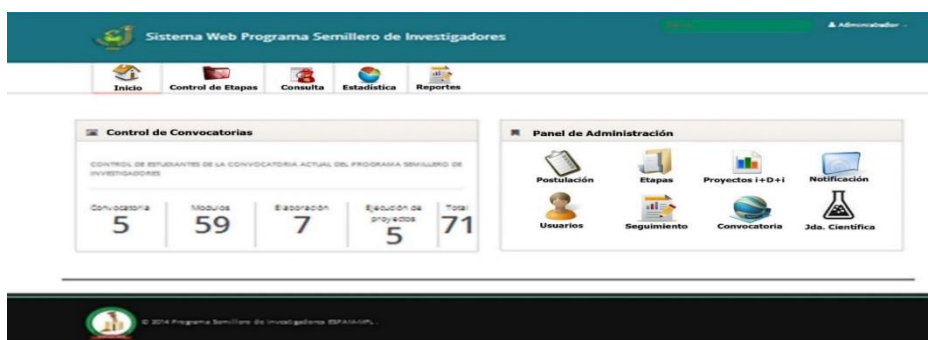 Sistema Web Programa Semillero de Investigadores
Administrador
Inicio
Control de Etapas
Consulta
Estadística
Reportes
Control de Convocatorias
CONTROL DE ESTUDIANTES DE LA CONVOCATORIA ACTUAL DEL PROGRAMA SEMILLERO DE
INVESTIGADORES
Convocatoria
5
Modulos
59
Elaboración
7
Ejecución de
proyectos
5
Total
71
Panel de Administración
Postulación
Etapas
Proyectos i+D+i
Notificación
Usuarios
Seguimiento
Convocatoria
Jda. Científica
© 2014 Programa Semillero de Investigadores